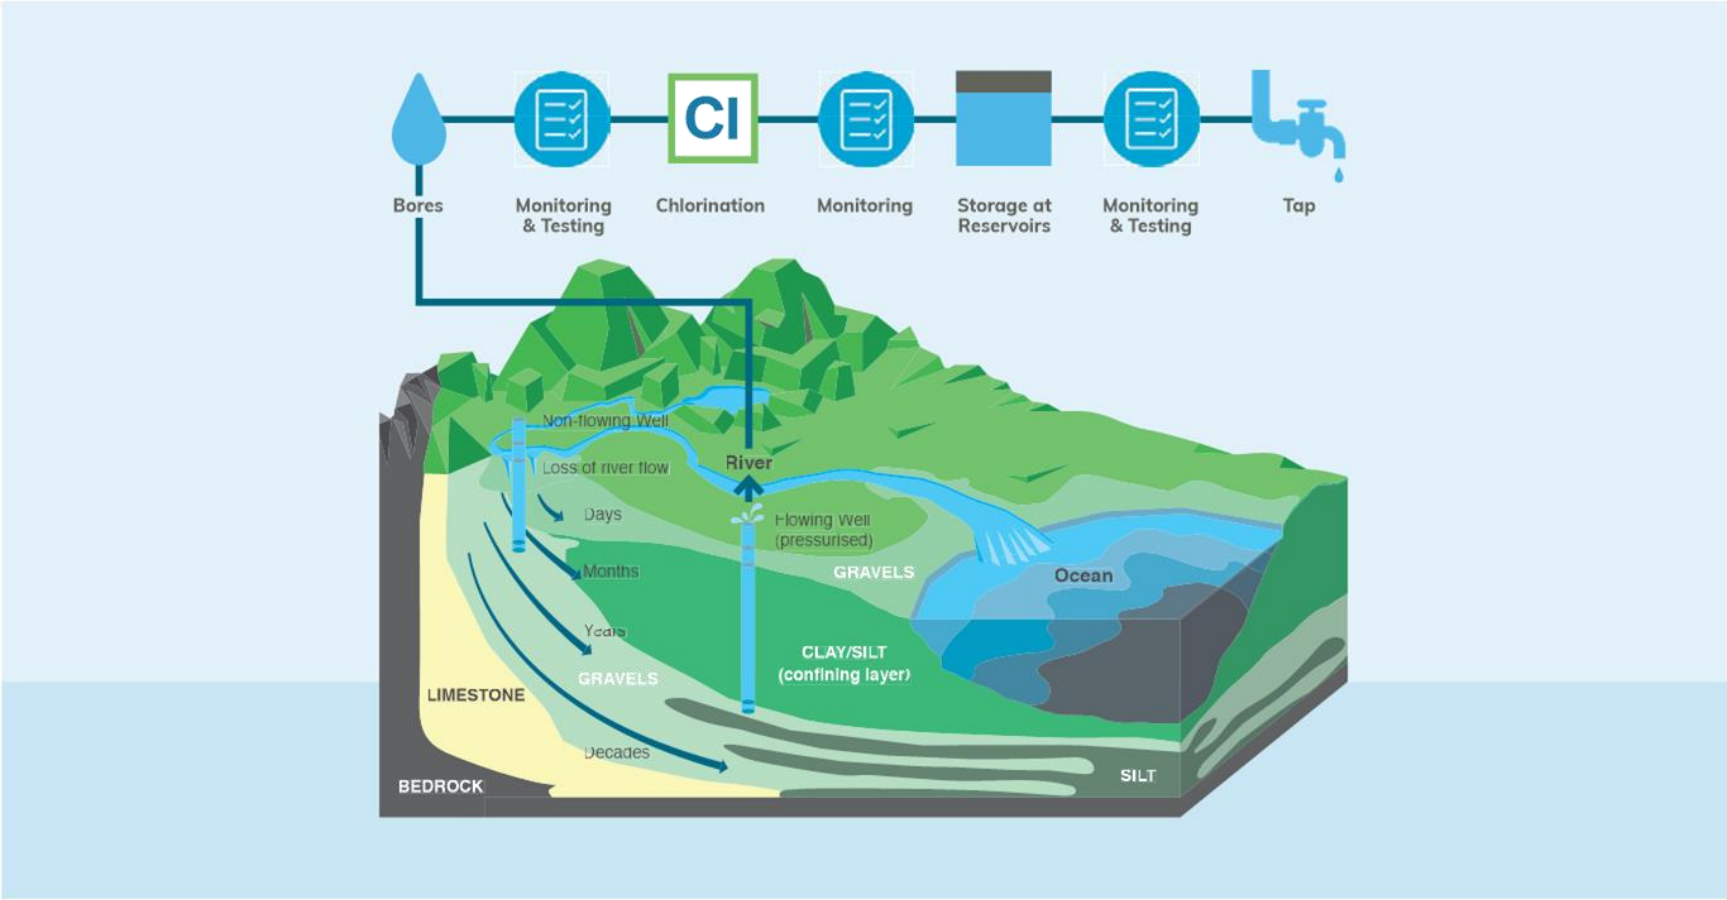 Cl
Bores
Monitoring
& Testing
Chlorination
Monitoring
Storage at
Reservoirs
Monitoring
& Testing
Tap
Non-flowing Well
Loss of river flow
River
Days
Flowing Well
(pressurised)
Months
GRAVELS
Ocean
Years
CLAY/SILT
(confining layer)
GRAVELS
LIMESTONE
Decades
SILT
BEDROCK